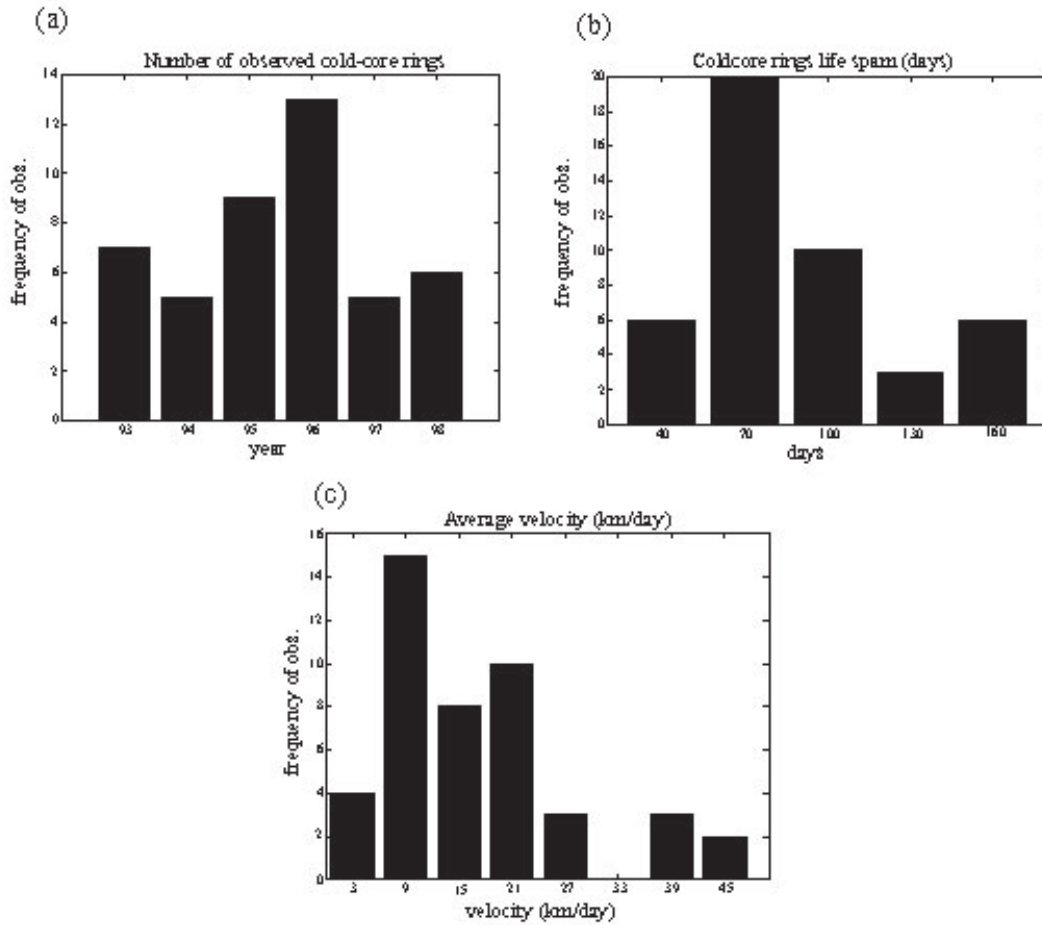 (a)
Number of observed cold-core rings
14
12
10
8
6
4
2
0
frequency of obs.
93 94 95 96 97 98
year
(b)
Coldcore rings life spam (days)
20
18
16
14
12
10
8
6
4
2
0
frequency of obs.
40 70 100 130 160
days
(c)
Average velocity (km/day)
16
14
12
10
8
6
4
2
0
frequency of obs.
3 9 15 21 27 33 39 45
velocity (km/day)